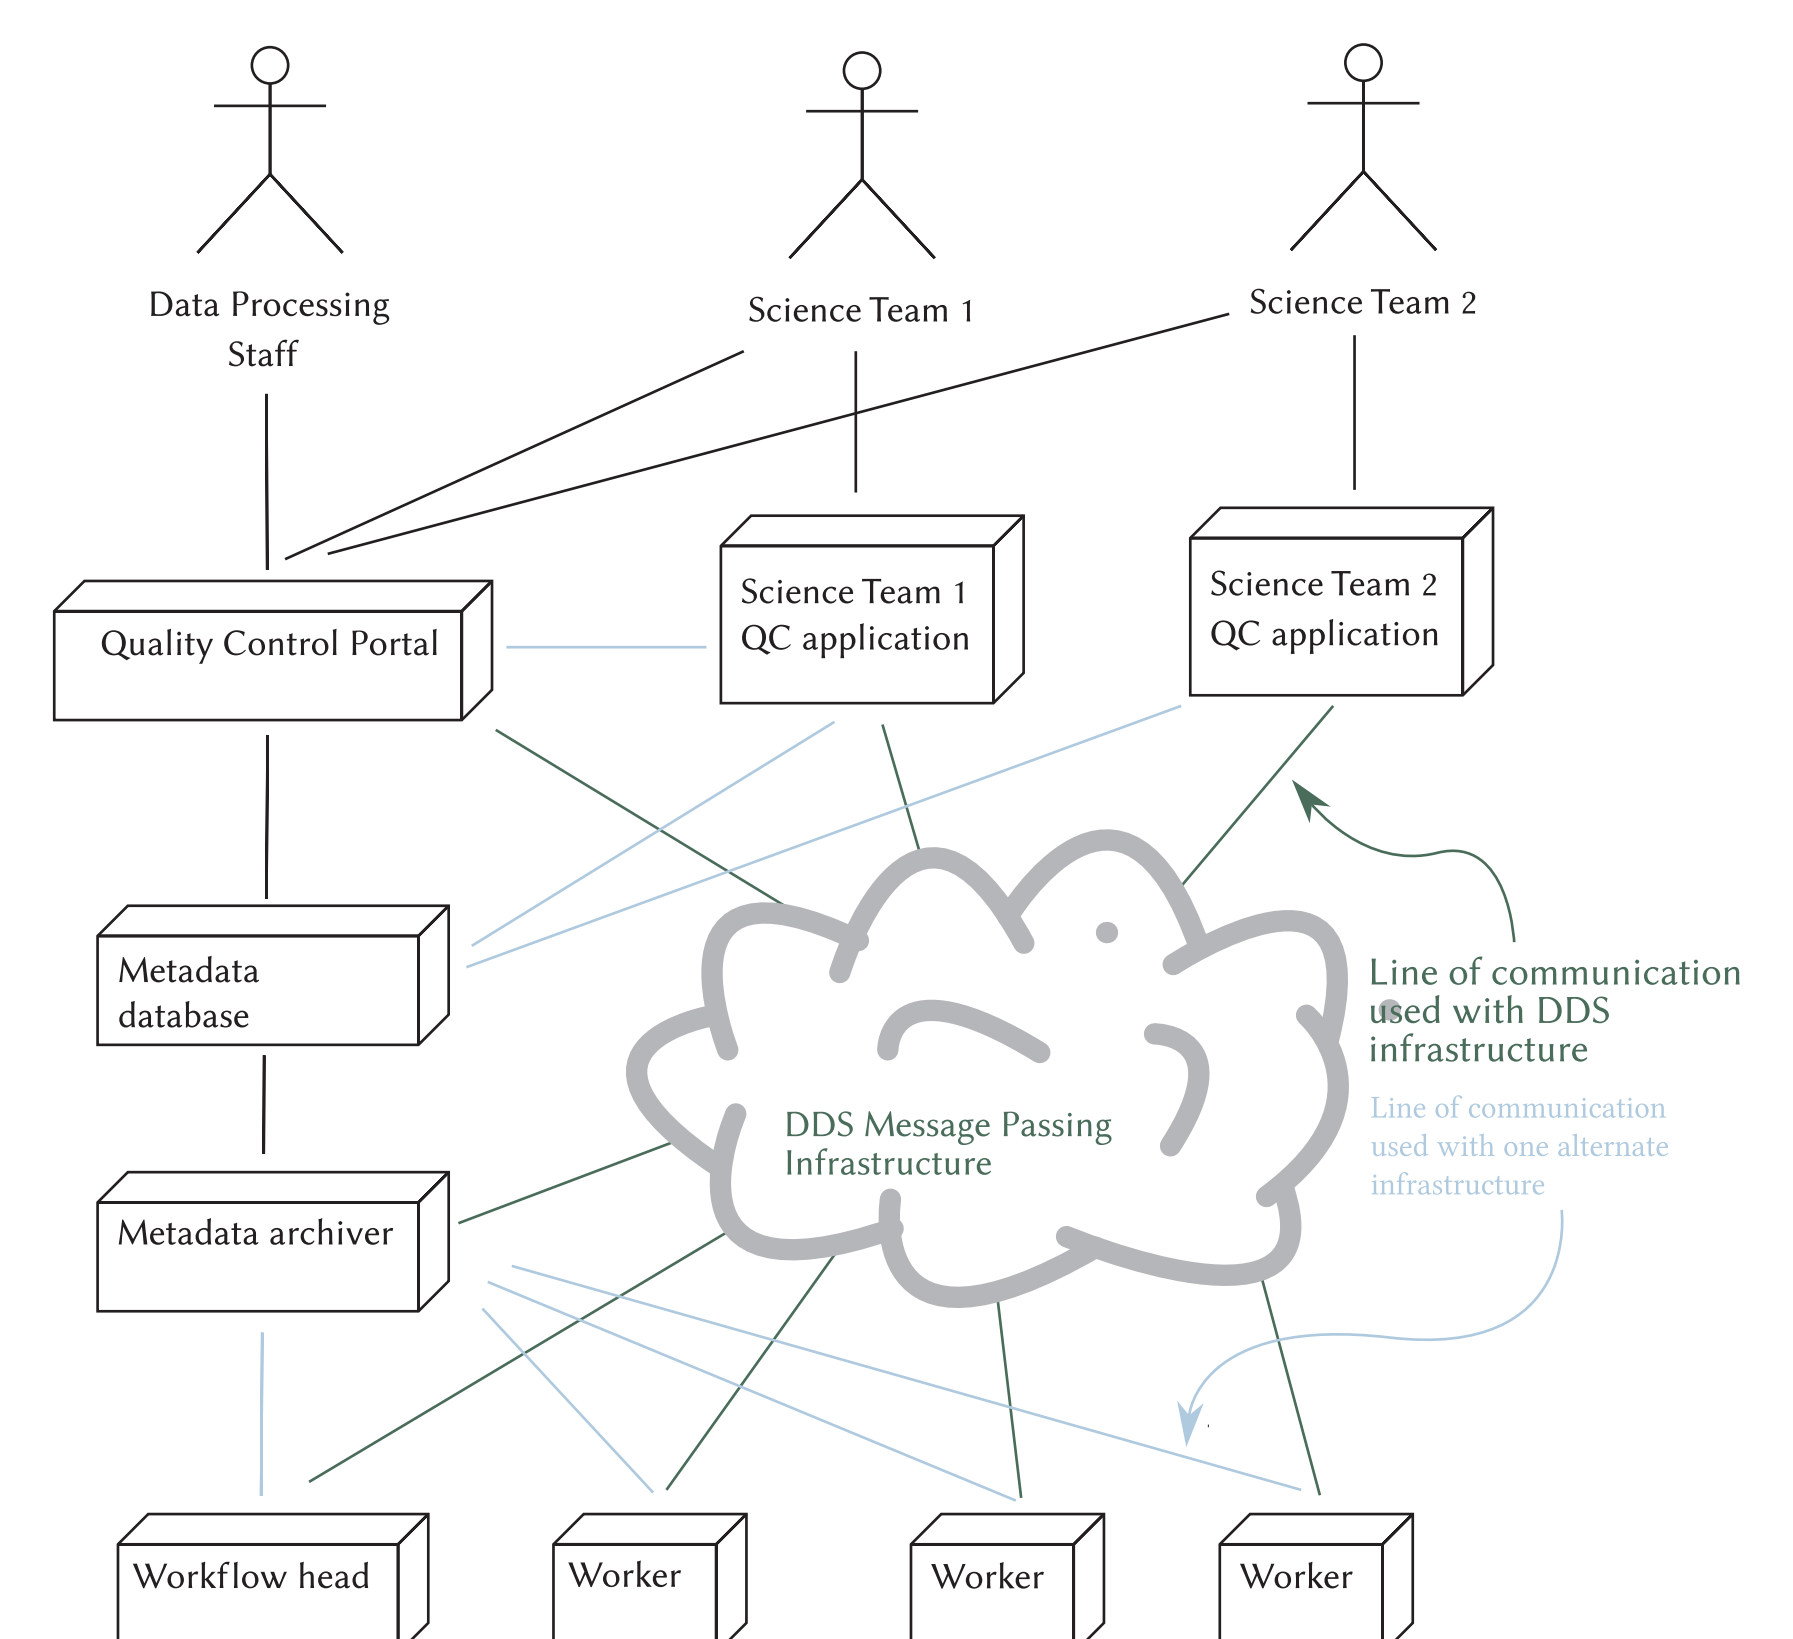 Data Processing
Staff
Science Team 1
Science Team 2
Quality Control Portal
Science Team 1
QC application
Science Team 2
QC application
Metadata
database
Line of communication
used with DDS
infrastructure
Line of communication
used with one alternate
infrastructure
DDS Message Passing
Infrastructure
Metadata archiver
Workflow head
Worker
Worker
Worker